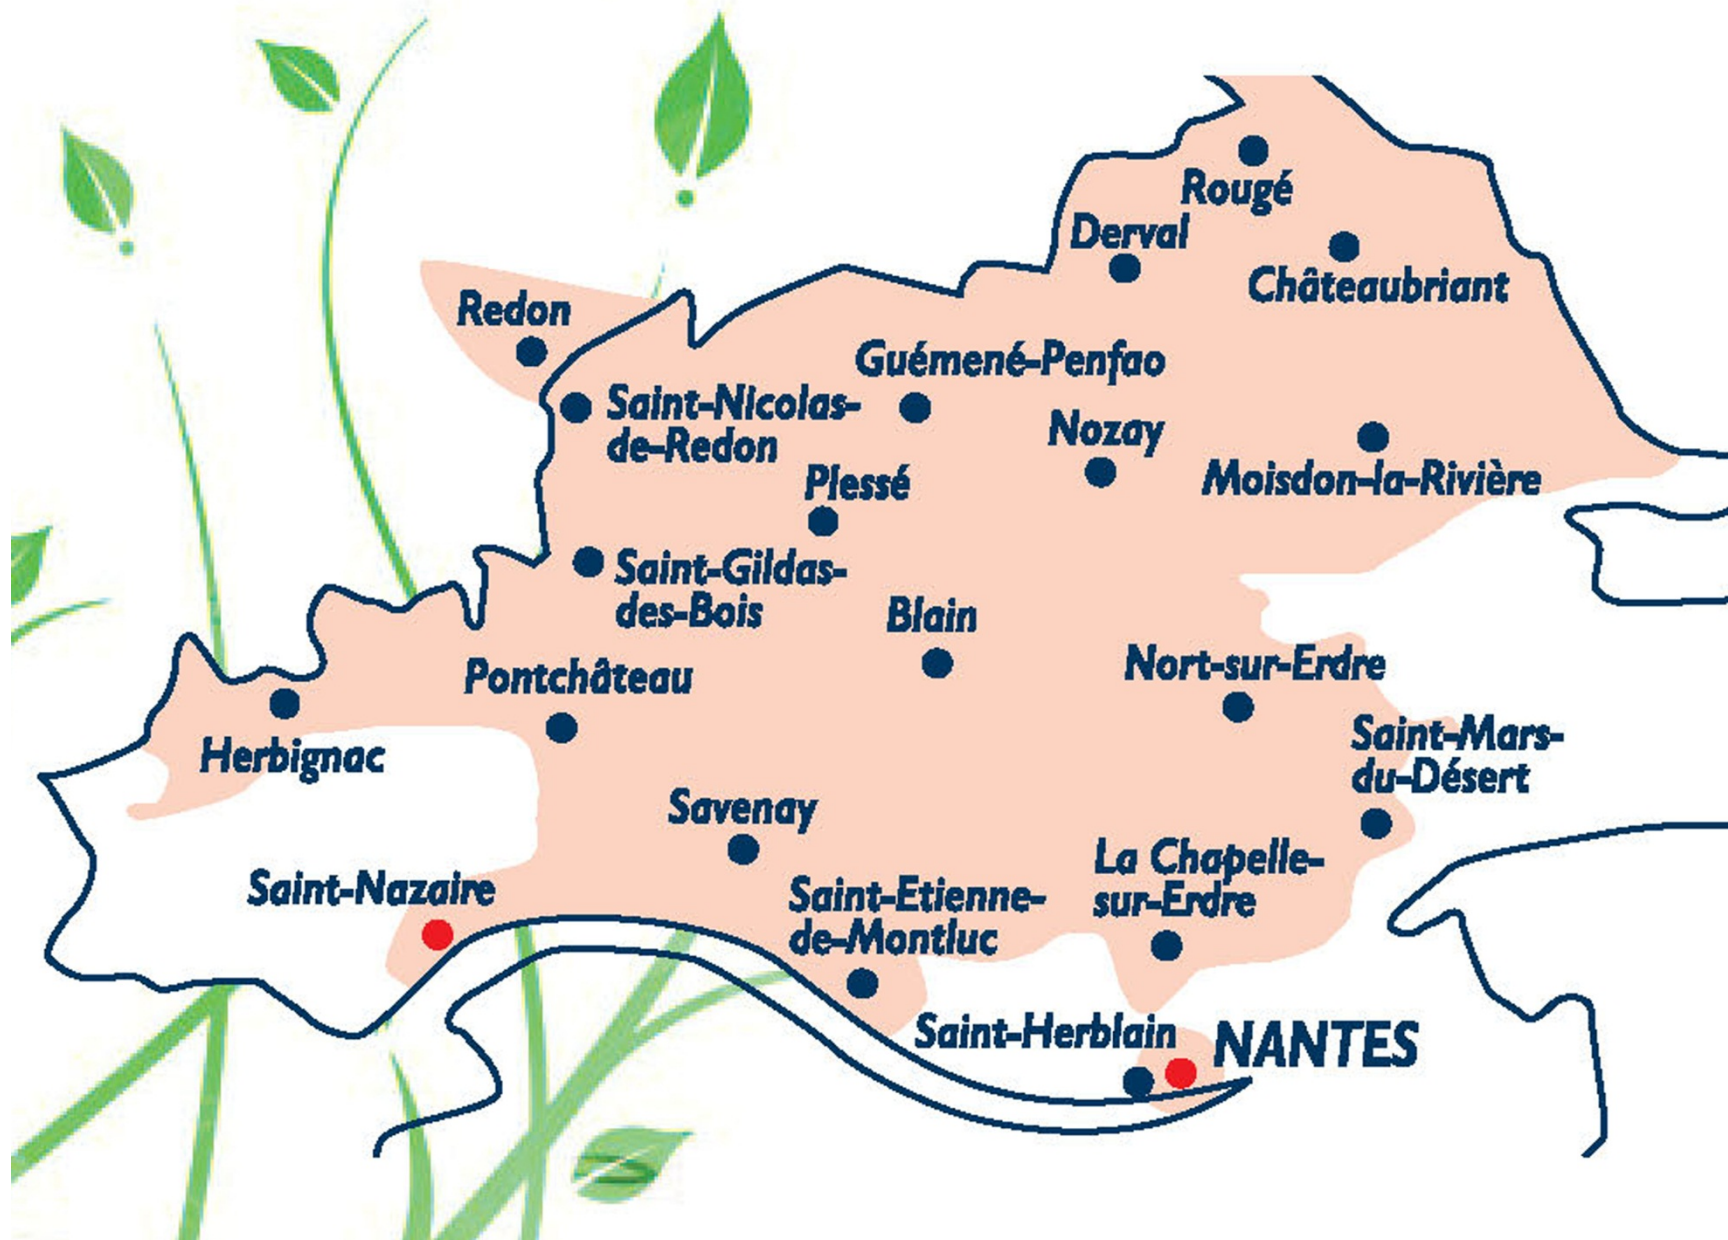 Rougé
Derval
Châteaubriant
Redon
Guémené-Penfao
Saint-Nicolas-
de-Redon
Nozay
Plessé
Moisdon-la-Rivière
Saint-Gildas-
des-Bois
Blain
Pontchâteau
Nort-sur-Erdre
Herbignac
Saint-Mars-
du-Désert
Savenay
La Chapelle-
sur-Erdre
Saint-Nazaire
Saint-Etienne-
de-Montluc
Saint-Herblain
NANTES